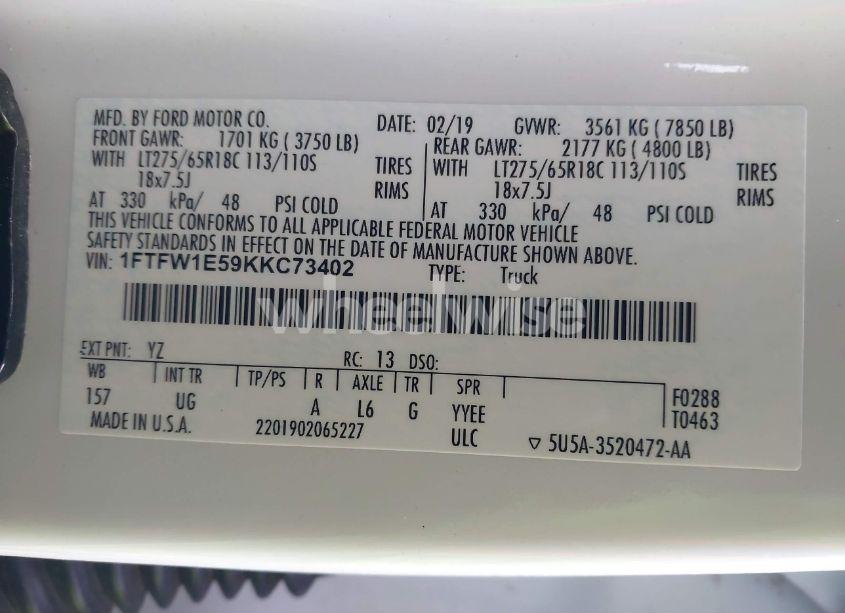 MFD. BY FORD MOTOR CO.
DATE: 02/19 GVWR: 3561 KG ( 7850 LB)
FRONT GAWR: 1701 KG ( 3750 LB)
WITH LT275/65R18C 113/110S TIRES
18x7.5J RIMS
AT 330 kPa/ 48 PSI COLD
REAR GAWR: 2177 KG ( 4800 LB)
WITH LT275/65R18C 113/110S TIRES
18x7.5J RIMS
AT 330 kPa/ 48 PSI COLD
THIS VEHICLE CONFORMS TO ALL APPLICABLE FEDERAL MOTOR VEHICLE
SAFETY STANDARDS IN EFFECT ON THE DATE OF MANUFACTURE SHOWN ABOVE.
VIN: 1FTFW1E59KKC73402 TYPE: Truck
wheelwise
EXT PNT: YZ RC: 13 DSO:
WB INT TR TP/PS R AXLE TR SPR
157 UG A L6 G YYEE
F0288
T0463
MADE IN U.S.A. 2201902065227 ULC ▽ 5U5A-3520472-AA